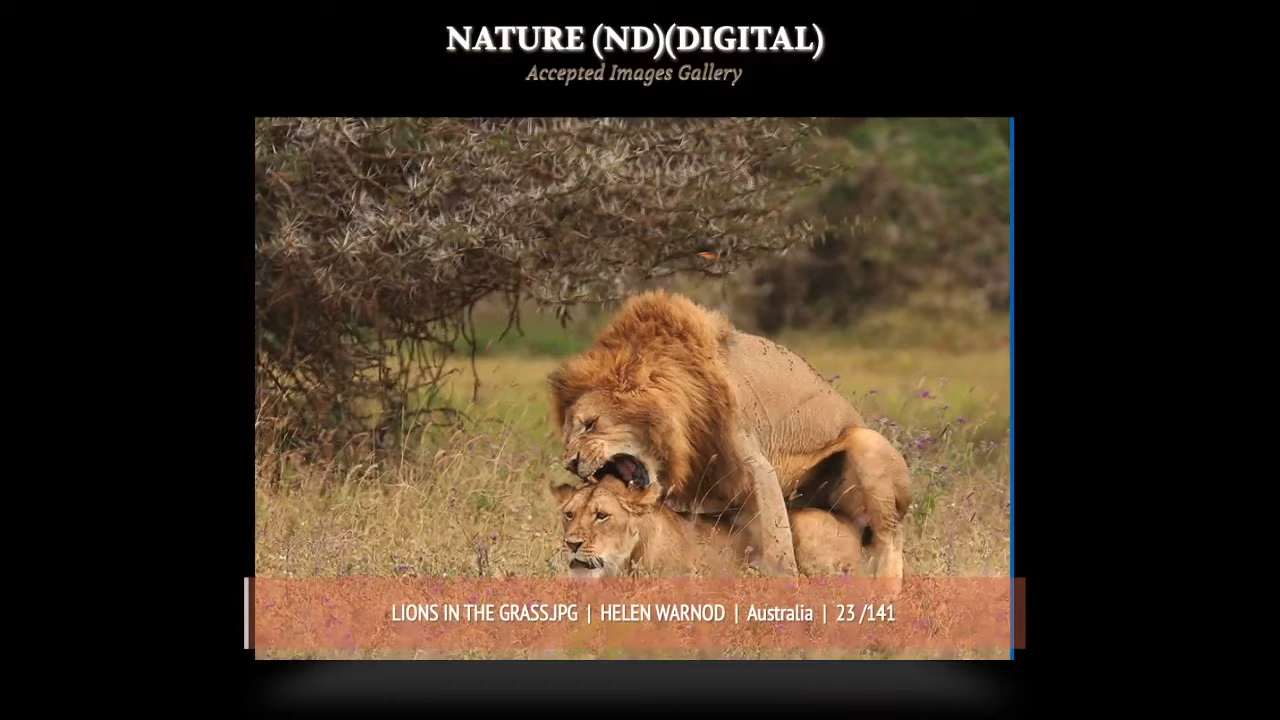 NATURE (ND)(DIGITAL)
Accepted Images Gallery
LIONS IN THE GRASS.JPG | HELEN WARNOD | Australia | 23 /141